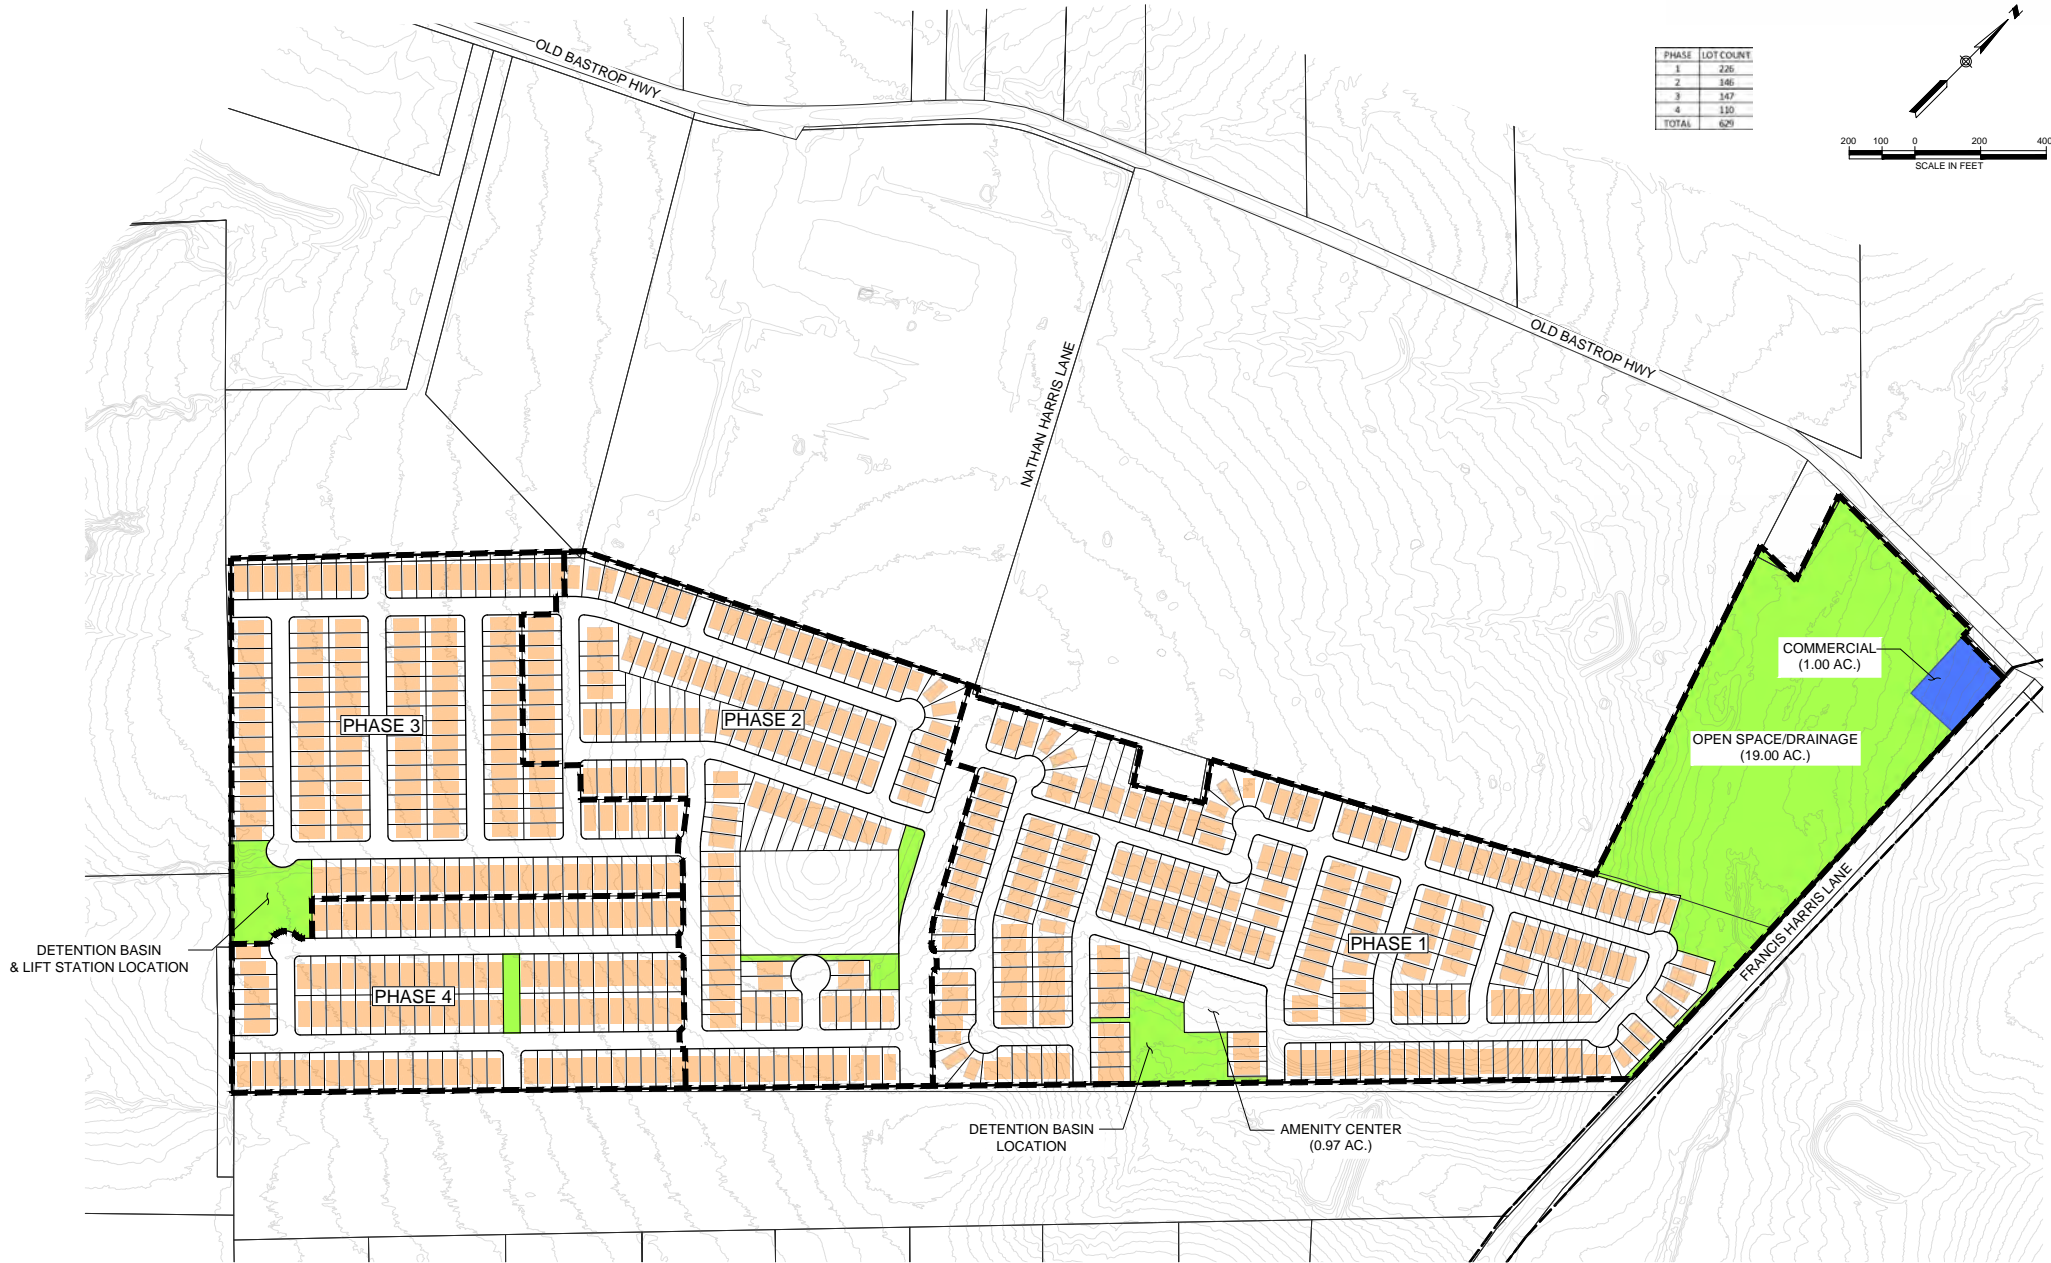 OLD BASTROP HWY
PHASE LOT COUNT
1 226
2 146
3 147
4 110
TOTAL 629
N
200 100 0 200 400
SCALE IN FEET
OLD BASTROP HWY
NATHAN HARRIS LANE
COMMERCIAL
(1.00 AC.)
OPEN SPACE/DRAINAGE
(19.00 AC.)
PHASE 3
PHASE 2
FRANCIS HARRIS LANE
PHASE 1
DETENTION BASIN
& LIFT STATION LOCATION
PHASE 4
DETENTION BASIN
LOCATION
AMENITY CENTER
(0.97 AC.)